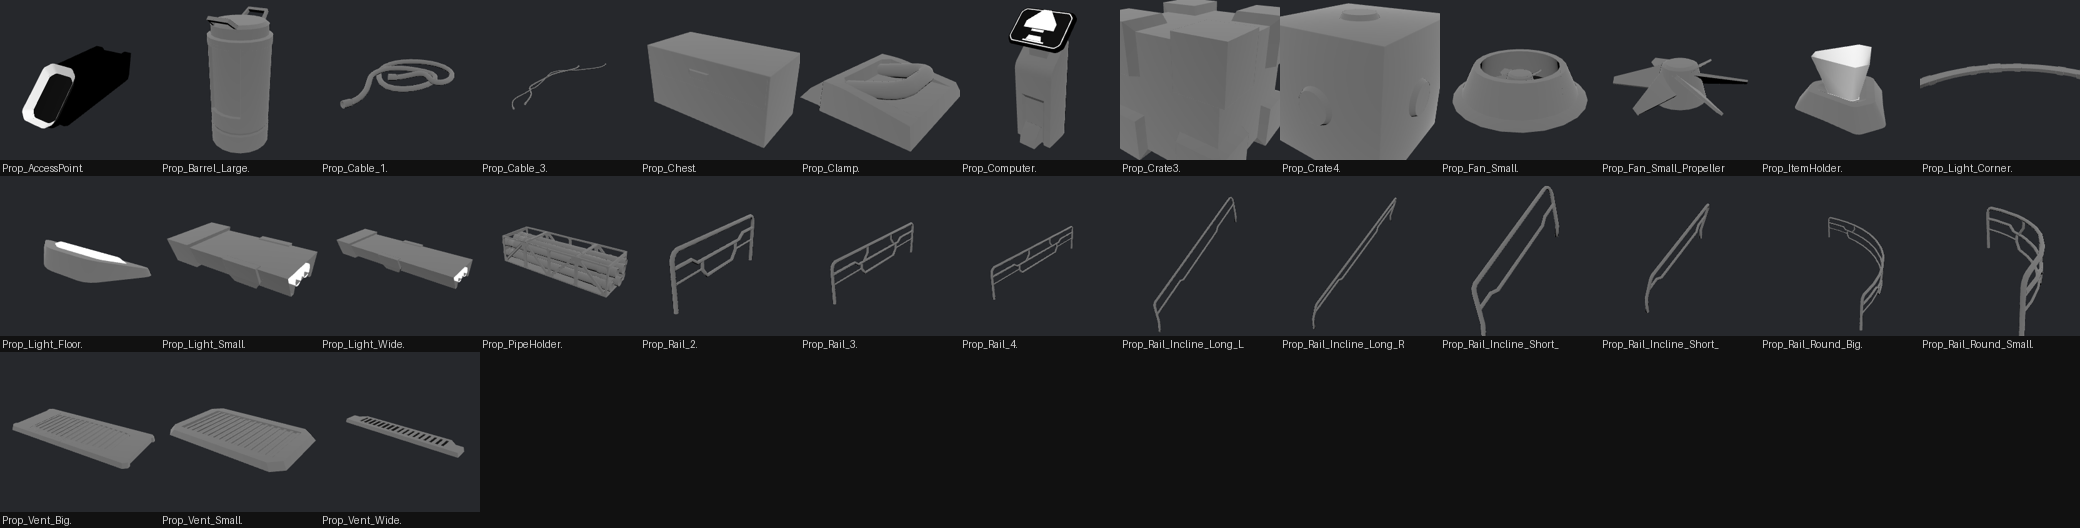 Prop_AccessPoint.
Prop_Barrel_Large.
Prop_Cable_1.
Prop_Cable_3.
Prop_Chest.
Prop_Clamp.
Prop_Computer.
Prop_Crate3.
Prop_Crate4.
Prop_Fan_Small.
Prop_Fan_Small_Propeller
Prop_ItemHolder.
Prop_Light_Corner.
Prop_Light_Floor.
Prop_Light_Small.
Prop_Light_Wide.
Prop_PipeHolder.
Prop_Rail_2.
Prop_Rail_3.
Prop_Rail_4.
Prop_Rail_Incline_Long_L
Prop_Rail_Incline_Long_R
Prop_Rail_Incline_Short_
Prop_Rail_Incline_Short_
Prop_Rail_Round_Big.
Prop_Rail_Round_Small.
Prop_Vent_Big.
Prop_Vent_Small.
Prop_Vent_Wide.